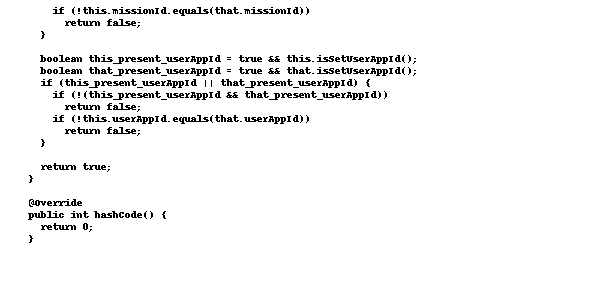 if (!this.missionId.equals(that.missionId))
return false;
}
boolean this_present_userAppId = true && this.isSetUserAppId();
boolean that_present_userAppId = true && that.isSetUserAppId();
if (this_present_userAppId || that_present_userAppId) {
if (!(this_present_userAppId && that_present_userAppId))
return false;
if (!this.userAppId.equals(that.userAppId))
return false;
}
return true;
}
@Override
public int hashCode() {
return 0;
}